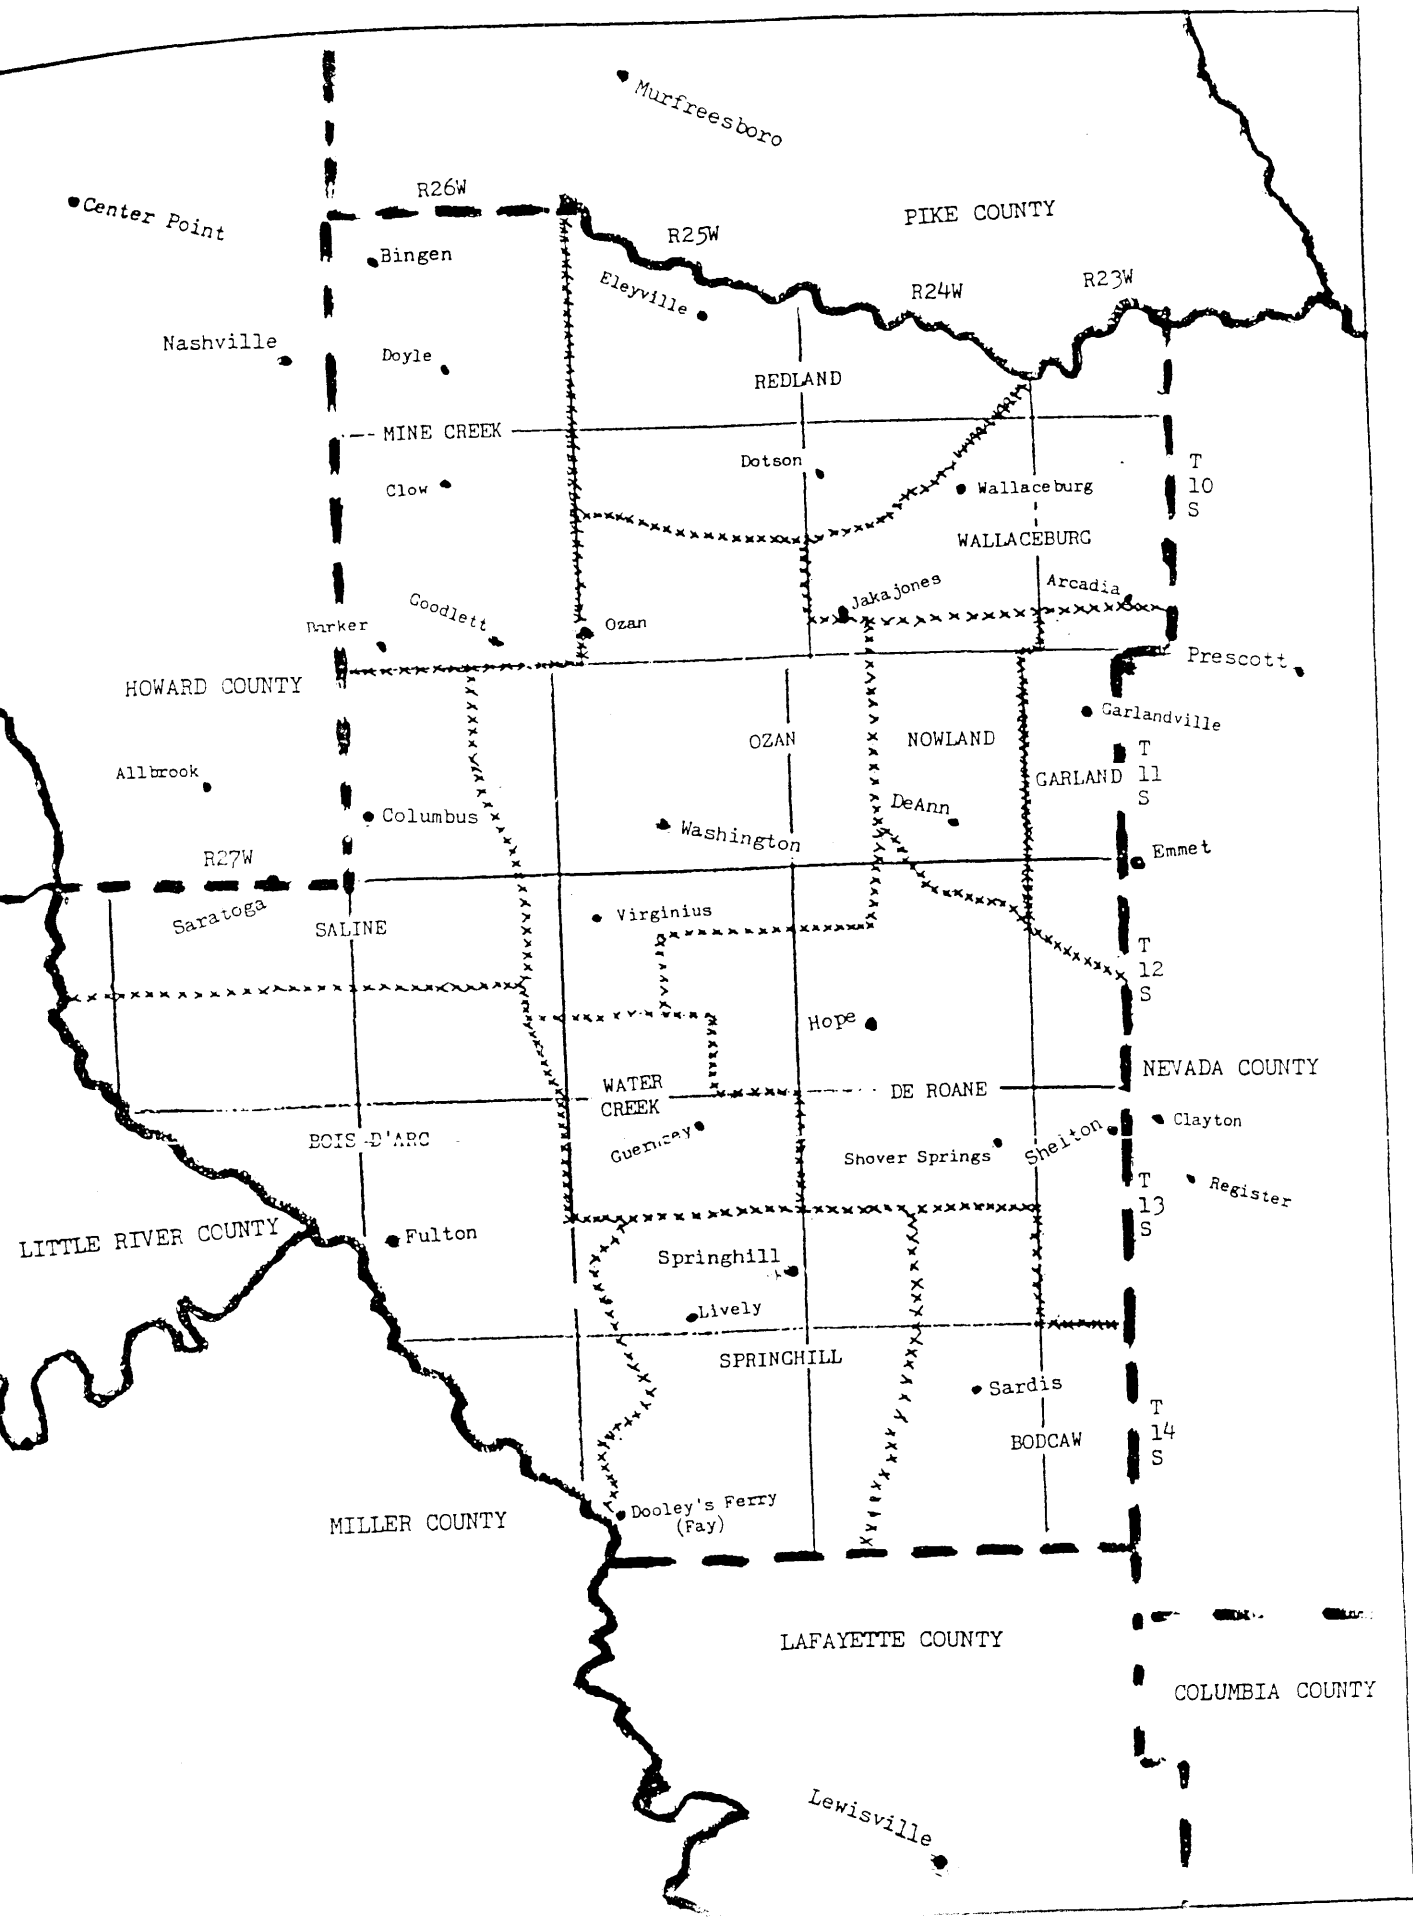 Murfreesboro
R26W
Center Point
PIKE COUNTY
R25W
Bingen
Eleyville
R24W
R23W
Nashville
Doyle
REDLAND
MINE CREEK
Dotson
Clow
Wallaceburg
T
10
S
WALLACEBURG
Jakajones
Arcadia
Goodlett
Ozan
Barker
Prescott
HOWARD COUNTY
Garlandville
OZAN
NOWLAND
T
11
S
GARLAND
Allbrook
DeAnn
Columbus
Washington
Emmet
R27W
Saratoga
Virginius
SALINE
T
12
S
Hope
NEVADA COUNTY
WATER
CREEK
DE ROANE
Clayton
BOIS D'ARC
Guernsey
Shover Springs
Shelton
T
13
S
Register
LITTLE RIVER COUNTY
Fulton
Springhill
Lively
SPRINGHILL
Sardis
T
14
S
BODCAW
Dooley's Ferry
(Fay)
MILLER COUNTY
LAFAYETTE COUNTY
COLUMBIA COUNTY
Lewisville